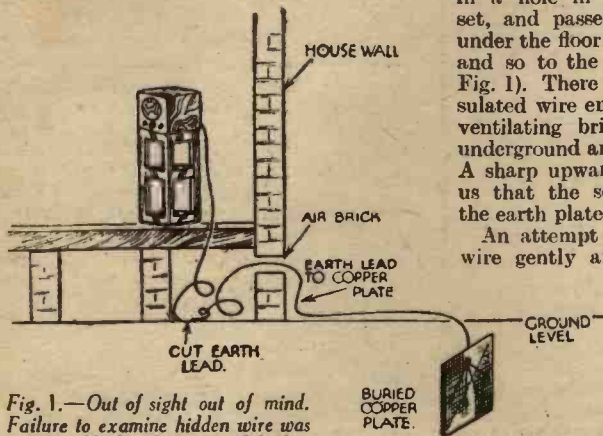 in a hole in
set, and passe
under the floor
and so to the
Fig. 1). There
sulated wire en
ventilating bri
underground an
A sharp upwar
us that the s
the earth plate
An attempt
wire gently a
HOUSE WALL
AIR BRICK
EARTH LEAD
TO COPPER
PLATE
CUT EARTH
LEAD.
GROUND
LEVEL
BURIED
COPPER
PLATE.
Fig. 1.—Out of sight out of mind.
Failure to examine hidden wire was